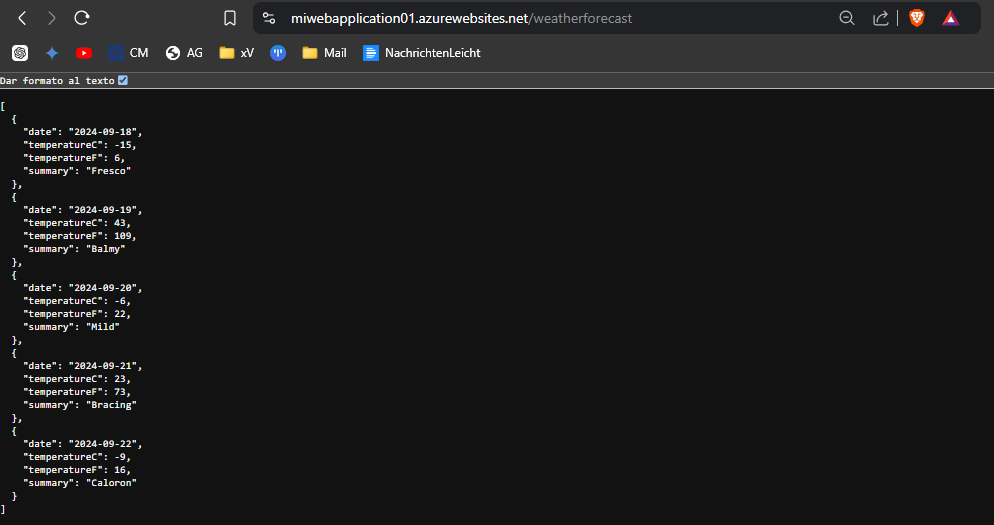 miwebapplication01.azurewebsites.net/weatherforecast
CM AG xV Mail NachrichtenLeicht
Dar formato al texto
[
  {
    "date": "2024-09-18",
    "temperatureC": -15,
    "temperatureF": 6,
    "summary": "Fresco"
  },
  {
    "date": "2024-09-19",
    "temperatureC": 43,
    "temperatureF": 109,
    "summary": "Balmy"
  },
  {
    "date": "2024-09-20",
    "temperatureC": -6,
    "temperatureF": 22,
    "summary": "Mild"
  },
  {
    "date": "2024-09-21",
    "temperatureC": 23,
    "temperatureF": 73,
    "summary": "Bracing"
  },
  {
    "date": "2024-09-22",
    "temperatureC": -9,
    "temperatureF": 16,
    "summary": "Caloron"
  }
]